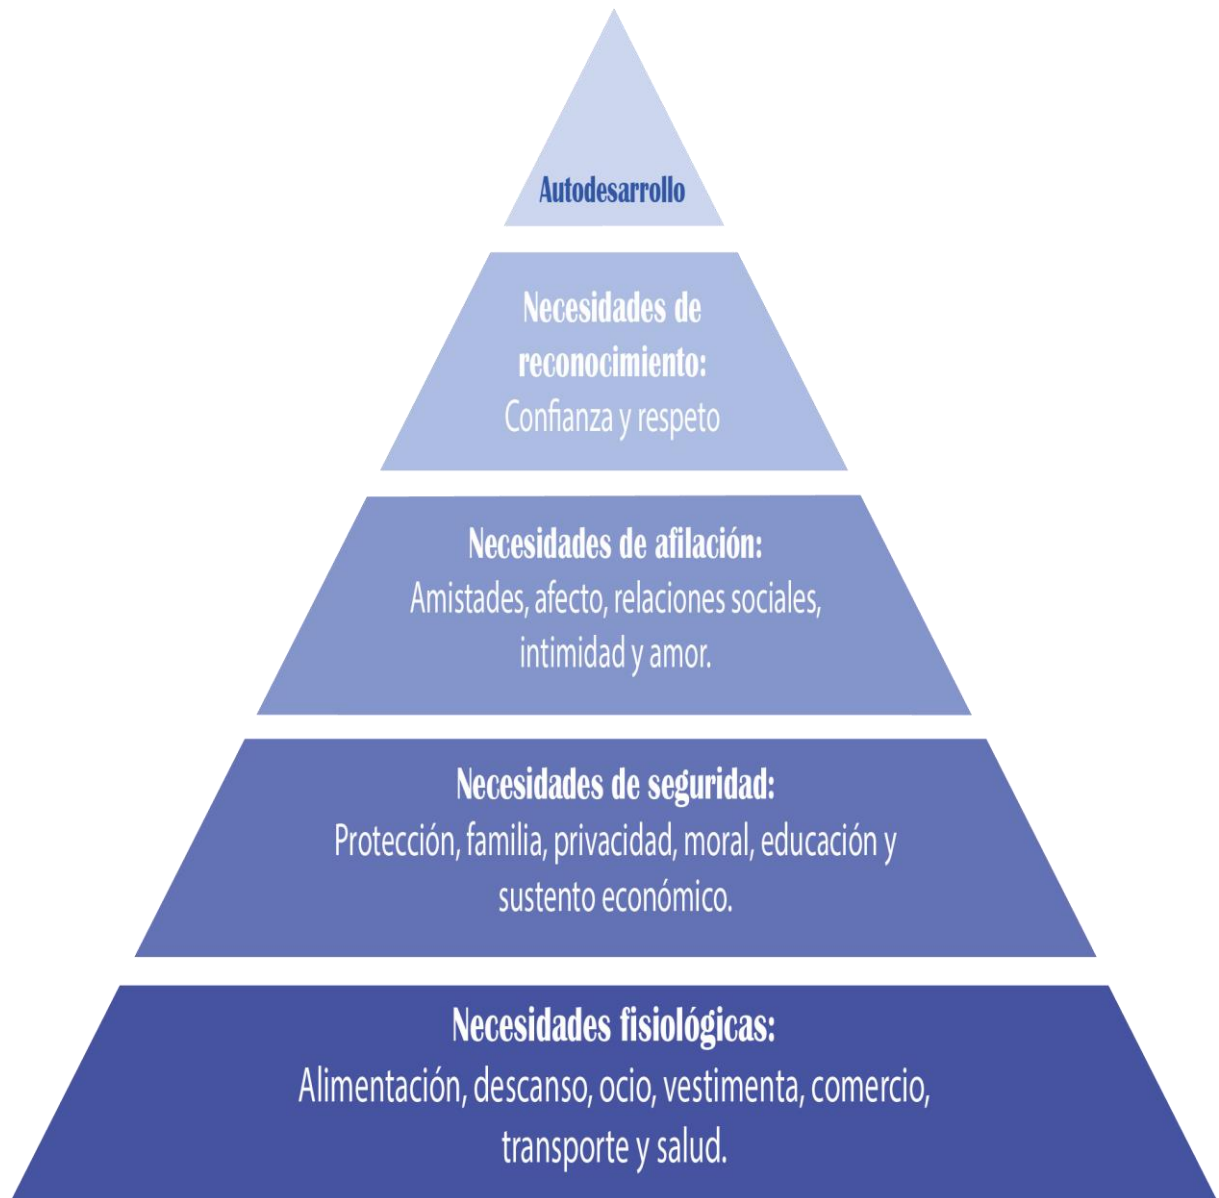 Autodesarrollo
Necesidades de
reconocimiento:
Confianza y respeto
Necesidades de afilación:
Amistades, afecto, relaciones sociales,
intimidad y amor.
Necesidades de seguridad:
Protección, familia, privacidad, moral, educación y
sustento económico.
Necesidades fisiológicas:
Alimentación, descanso, ocio, vestimenta, comercio,
transporte y salud.